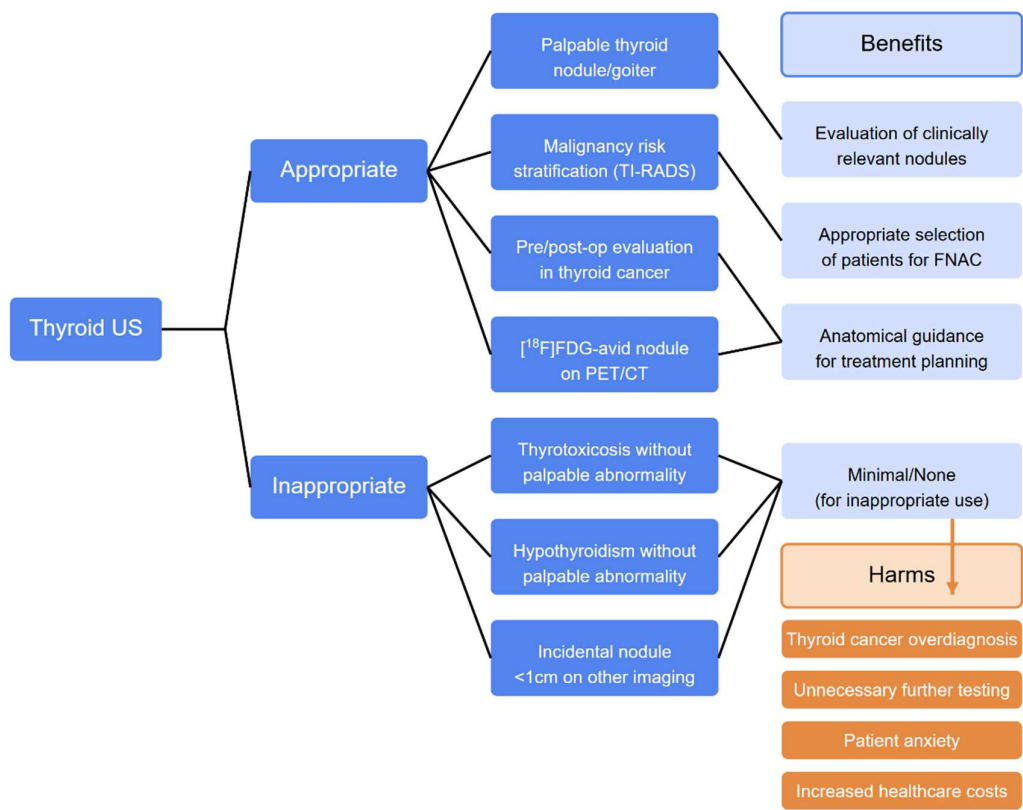 Thyroid US
Appropriate
Inappropriate
Palpable thyroid
nodule/goiter
Malignancy risk
stratification (TI-RADS)
Pre/post-op evaluation
in thyroid cancer
[¹⁸F]FDG-avid nodule
on PET/CT
Thyrotoxicosis without
palpable abnormality
Hypothyroidism without
palpable abnormality
Incidental nodule
<1cm on other imaging
Benefits
Evaluation of clinically
relevant nodules
Appropriate selection
of patients for FNAC
Anatomical guidance
for treatment planning
Minimal/None
(for inappropriate use)
Harms
Thyroid cancer overdiagnosis
Unnecessary further testing
Patient anxiety
Increased healthcare costs